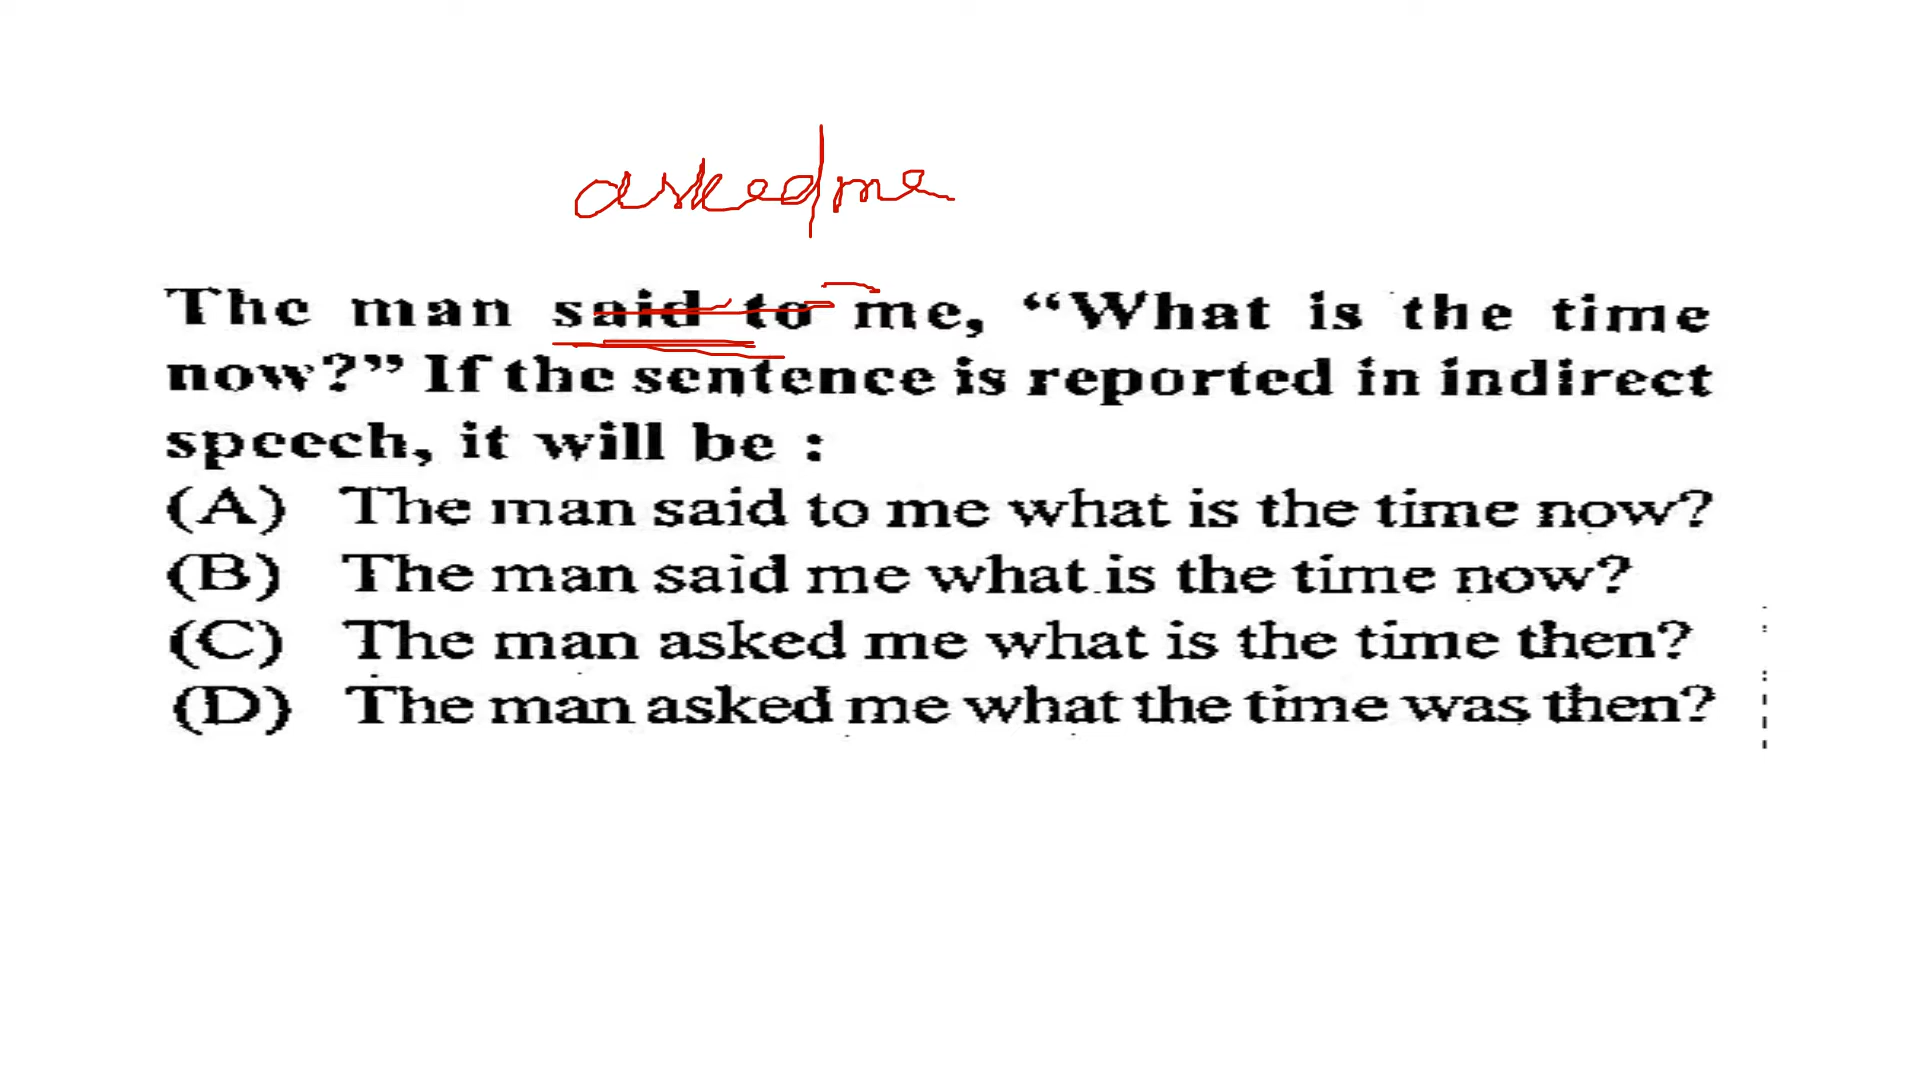 asked me
The man said to me, “What is the time
now?” If the sentence is reported in indirect
speech, it will be :
(A) The man said to me what is the time now?
(B) The man said me what is the time now?
(C) The man asked me what is the time then?
(D) The man asked me what the time was then?